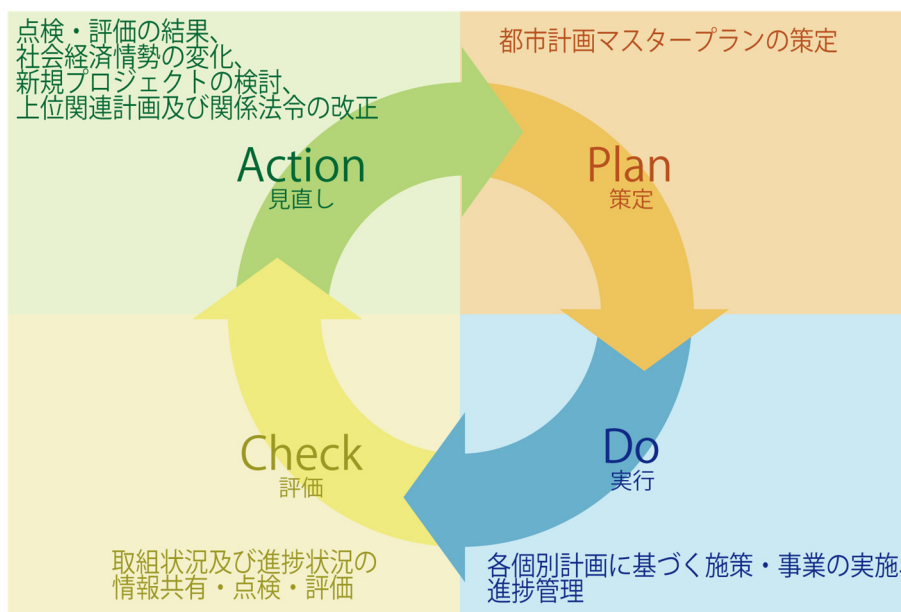 点検・評価の結果、
社会経済情勢の変化、
新規プロジェクトの検討、
上位関連計画及び関係法令の改正
Action
見直し
都市計画マスタープランの策定
Plan
策定
Check
評価
取組状況及び進捗状況の
情報共有・点検・評価
Do
実行
各個別計画に基づく施策・事業の実施、
進捗管理